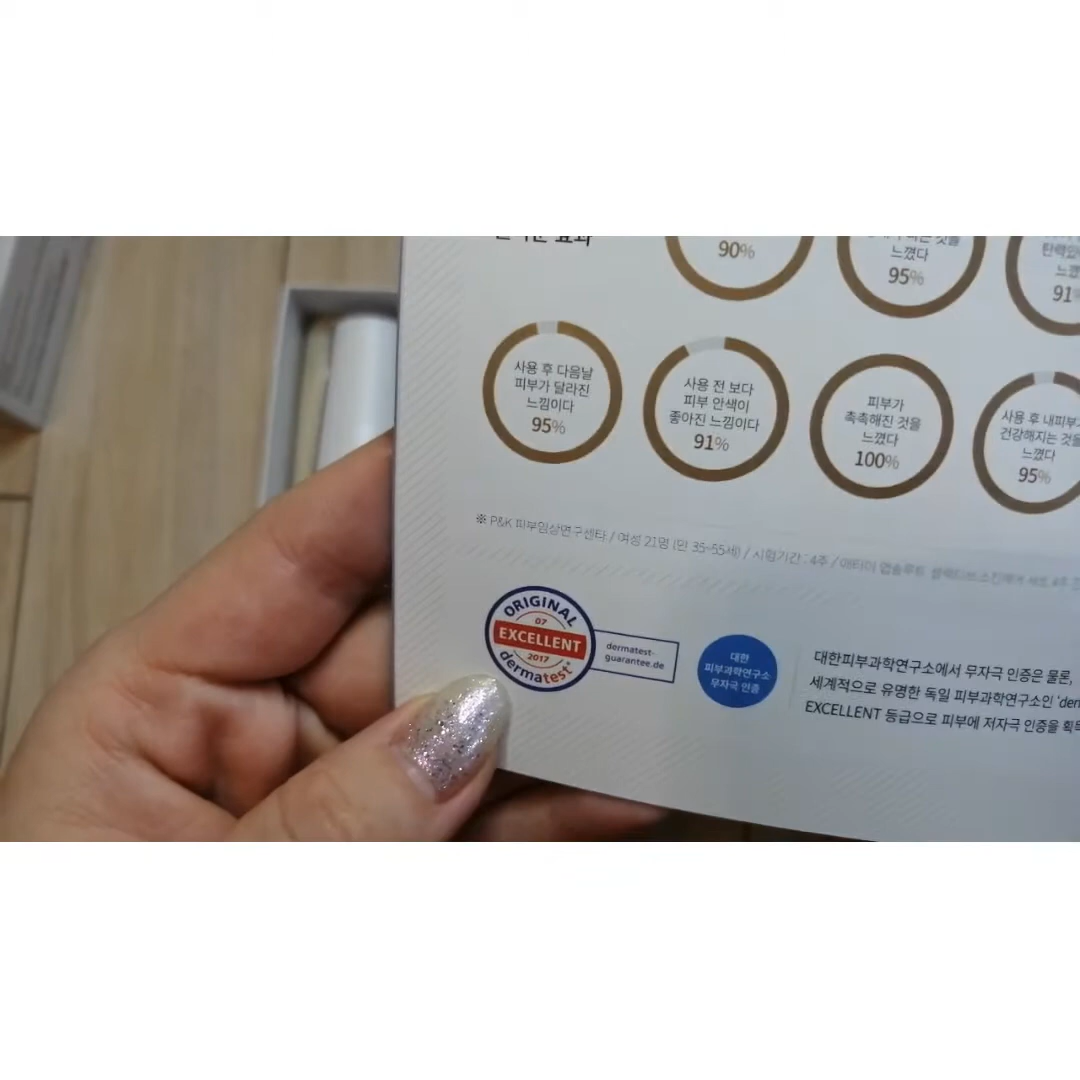 90%
느꼈다
95%
느꼈
91%
사용 후 다음날
피부가 달라진
느낌이다
95%
사용 전 보다
피부 안색이
좋아진 느낌이다
91%
피부가
촉촉해진 것을
느꼈다
100%
사용 후 내피부
건강해지는 것을
느꼈다
95%
※ P&K 피부임상연구센타 / 여성 21명 (만 35~55세) / 시험기간 : 4주 / 애터미 앱솔루트
ORIGINAL
07
EXCELLENT
2017
dermatest®
dermatest-
guarantee.de
대한
피부과학연구소
무자극 인증
대한피부과학연구소에서 무자극 인증은 물론,
세계적으로 유명한 독일 피부과학연구소인 'der
EXCELLENT 등급으로 피부에 저자극 인증을 획득